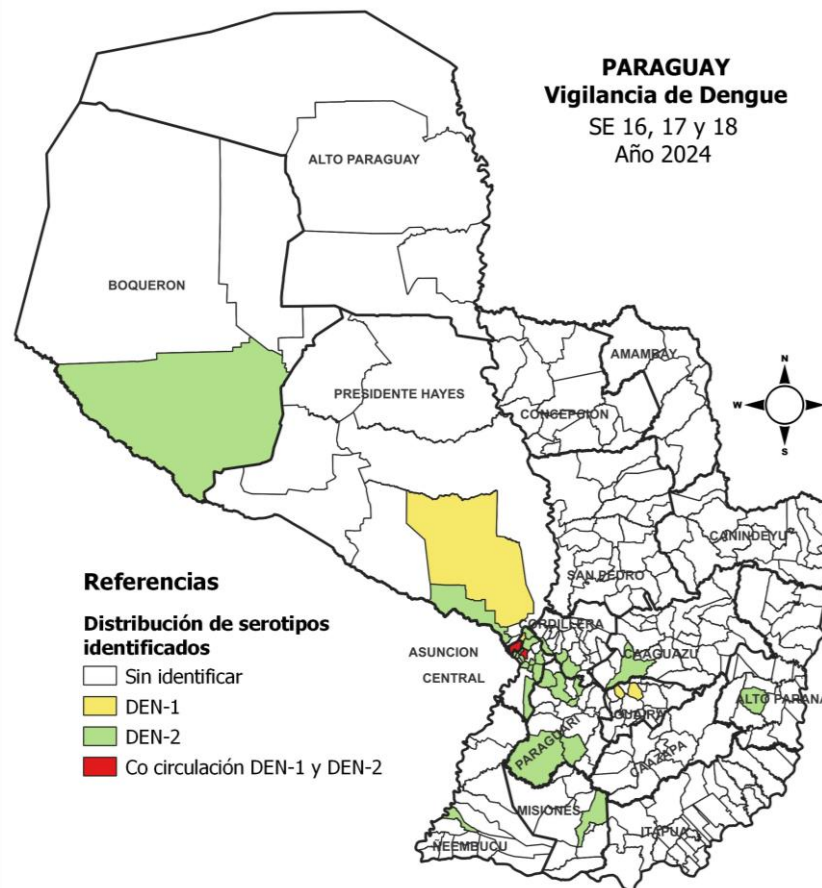 PARAGUAY
Vigilancia de Dengue
SE 16, 17 y 18
Año 2024
ALTO PARAGUAY
BOQUERON
AMAMBAY
N
W
S
PRESIDENTE HAYES
CONCEPCIÓN
CANINDEYU
SAN PEDRO
Referencias
Distribución de serotipos
identificados
Sin identificar
DEN-1
DEN-2
Co circulación DEN-1 y DEN-2
ORDILLERA
ASUNCION
CENTRAL
CAAGUAZU
ALTO PARANA
GUAIRA
PARAGUARI
CAAZAPA
MISIONES
ITAPUA
ÑEEMBUCU